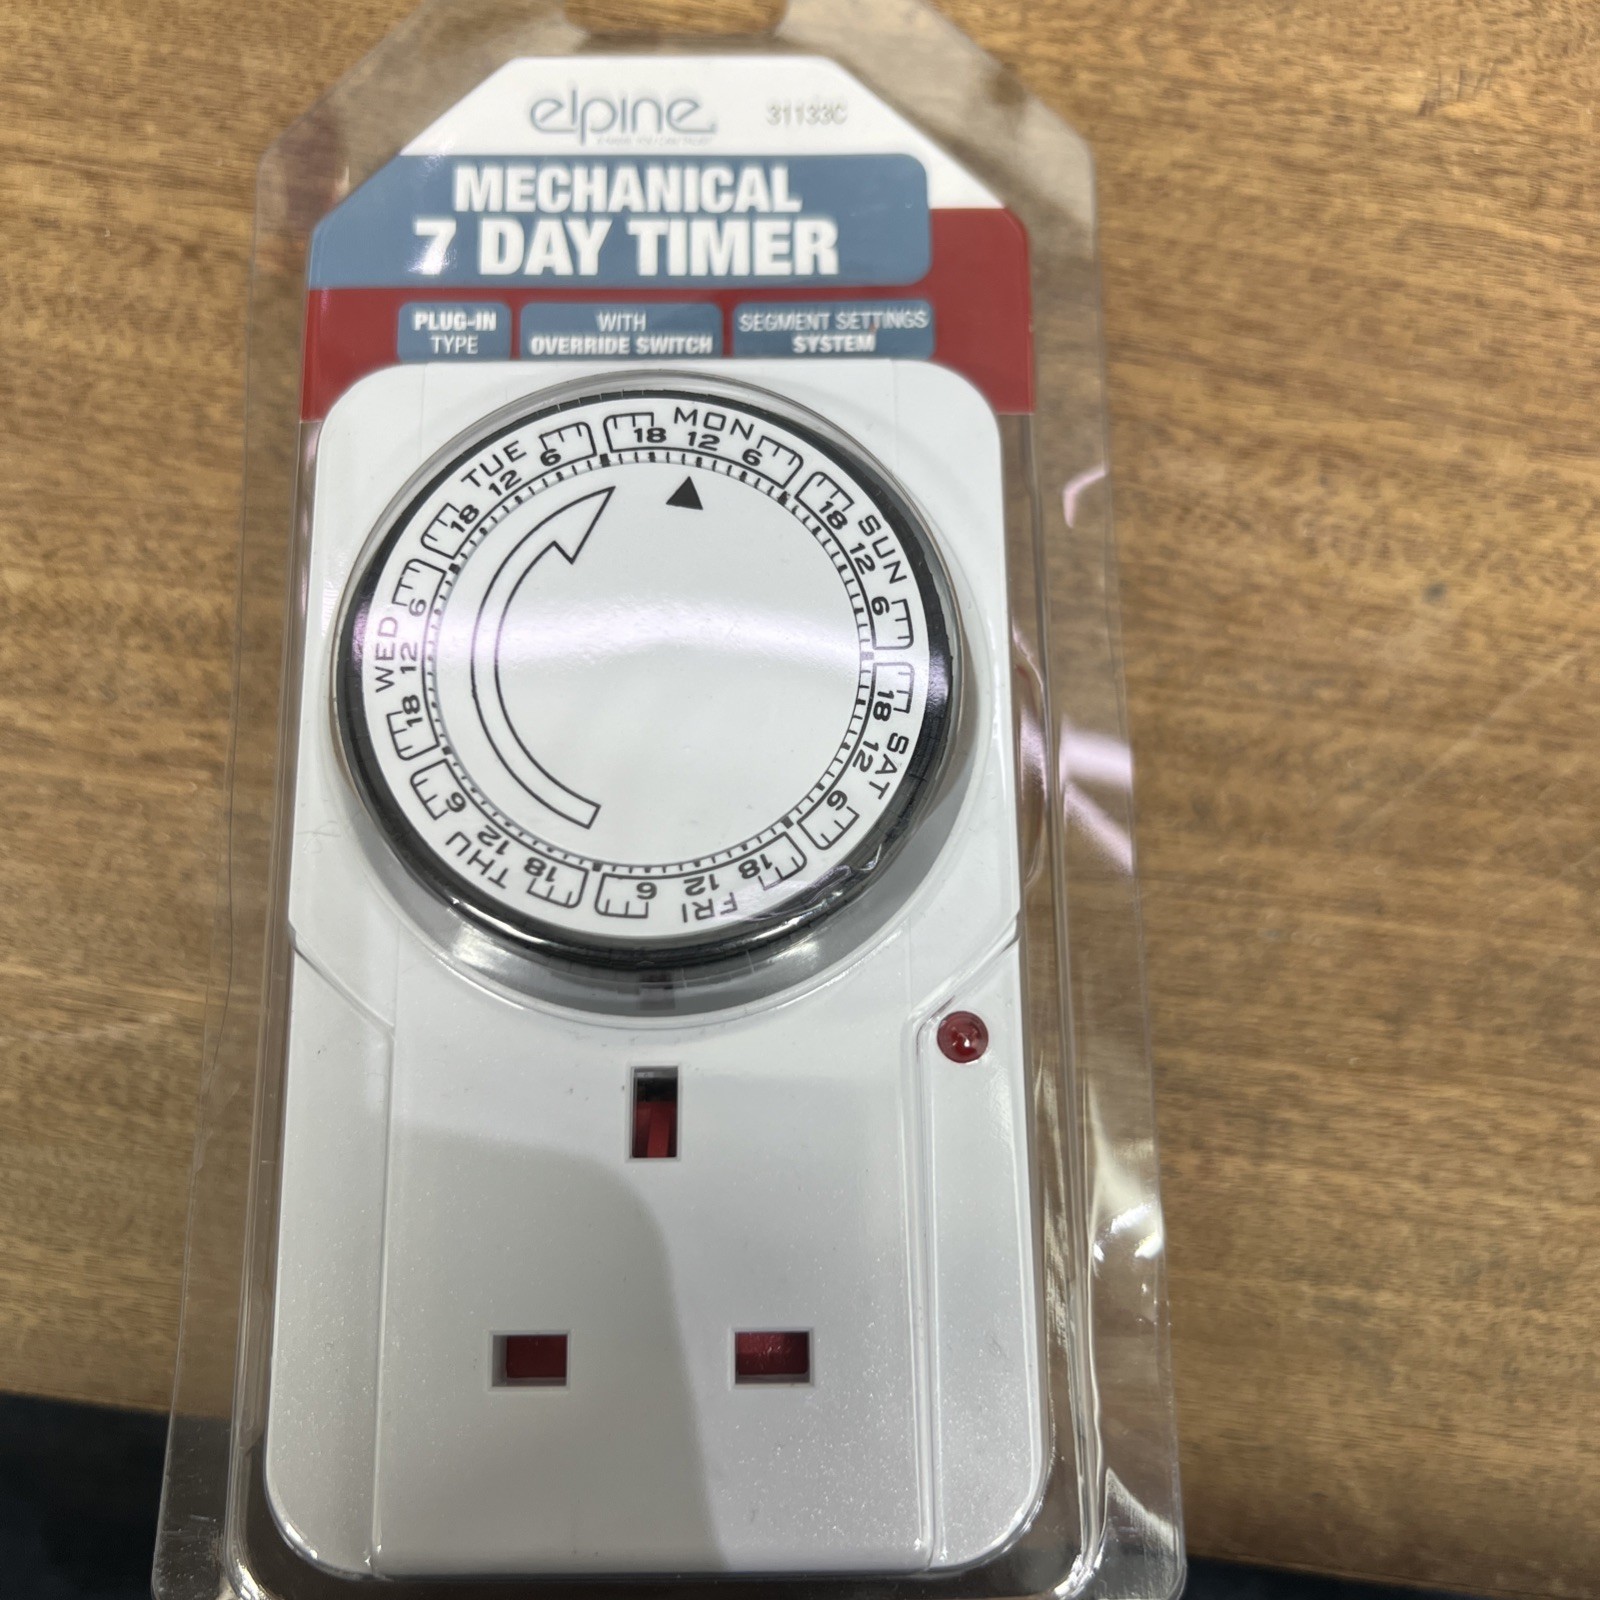 elpine
31133C
MECHANICAL
7 DAY TIMER
PLUG-IN
TYPE
WITH
OVERRIDE SWITCH
SEGMENT SETTINGS
SYSTEM
MON
18 12 6
SUN
18 12 6
SAT
18 12 6
FRI
18 12 6
THU
18 12 6
WED
18 12 6
TUE
18 12 6